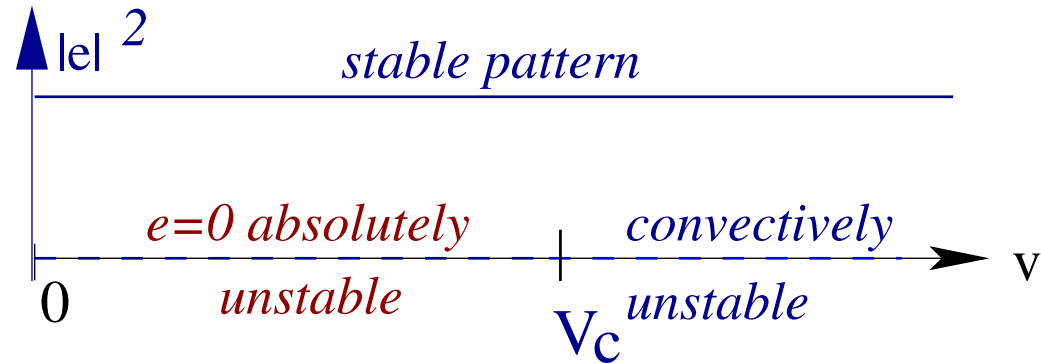 |e| 2
stable pattern
e=0 absolutely
unstable
convectively
unstable
0
Vc
v